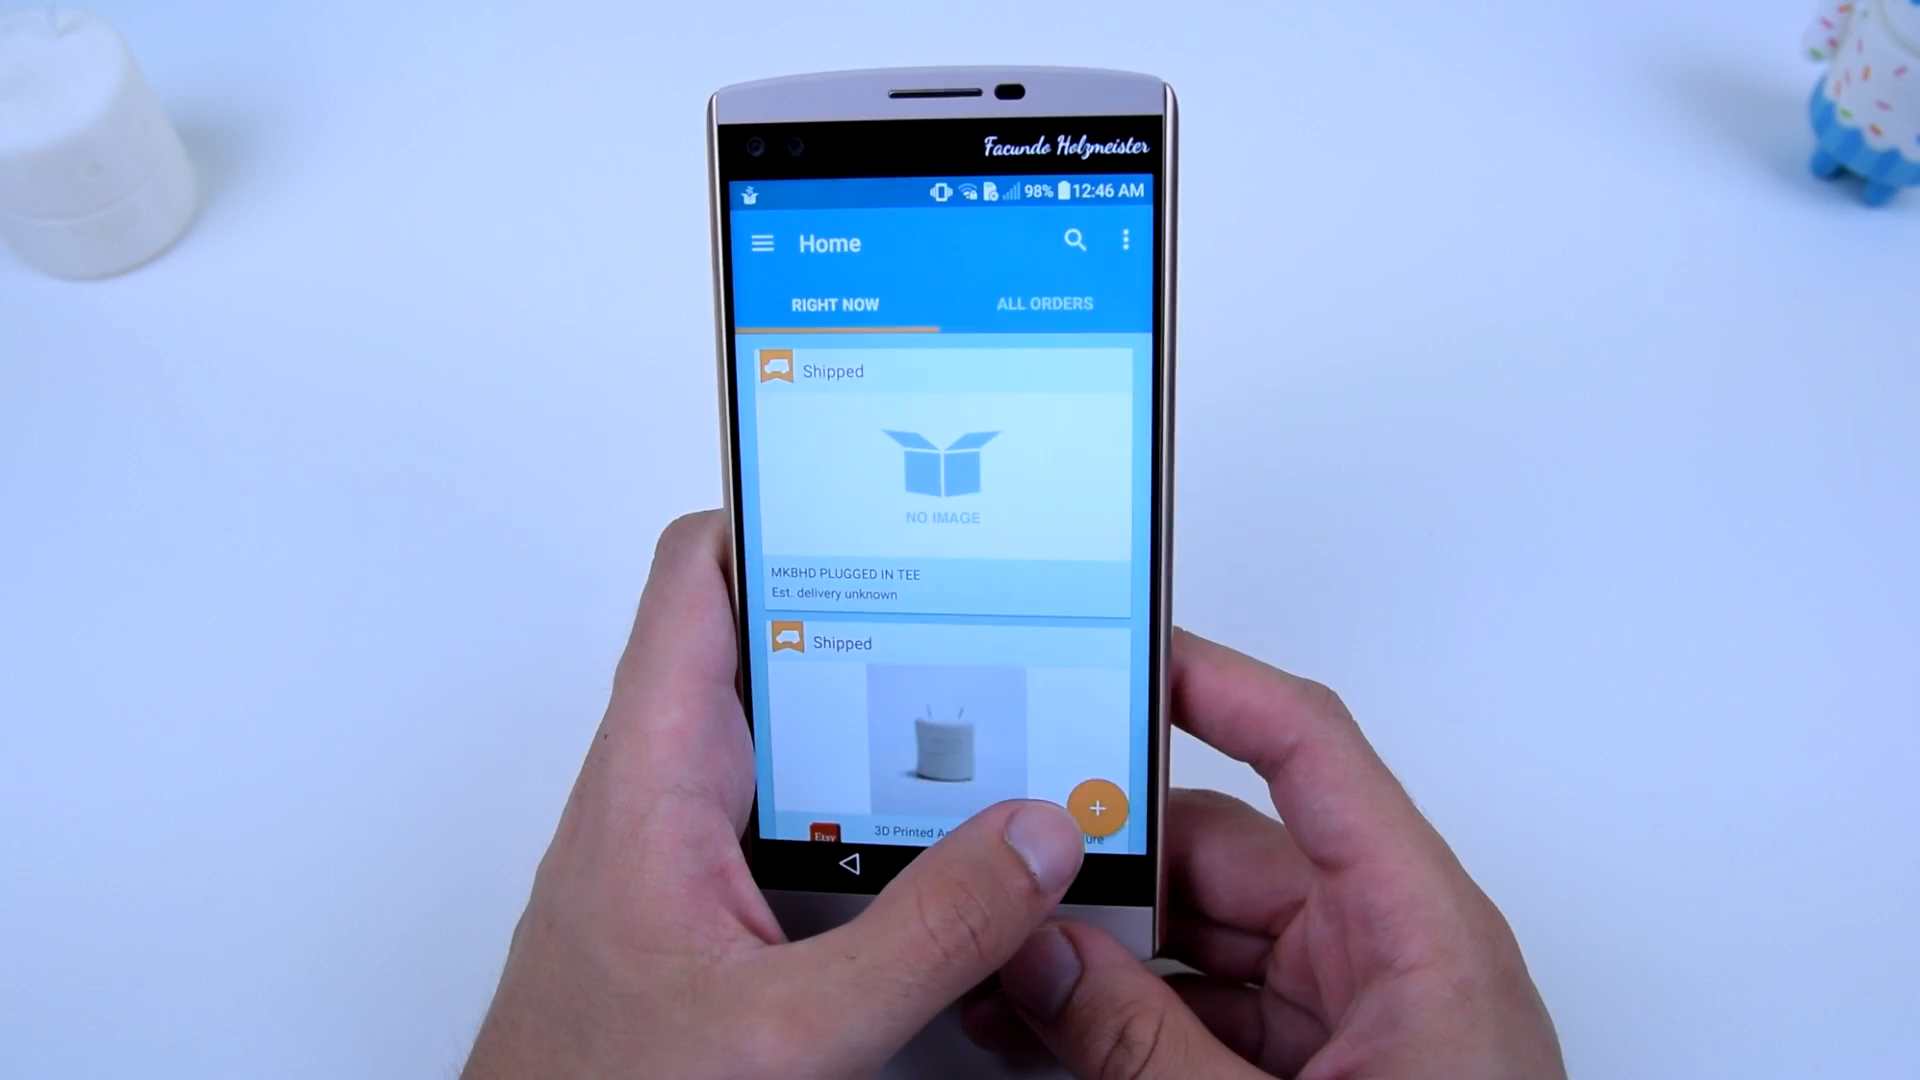 Facundo Holzmeister
98% 12:46 AM
Home
RIGHT NOW
ALL ORDERS
Shipped
NO IMAGE
MKBHD PLUGGED IN TEE
Est. delivery unknown
Shipped
Etsy
3D Printed